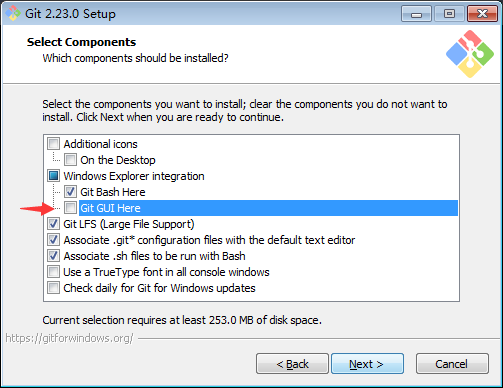 Git 2.23.0 Setup
Select Components
Which components should be installed?
Select the components you want to install; clear the components you do not want to
install. Click Next when you are ready to continue.
Additional icons
On the Desktop
Windows Explorer integration
Git Bash Here
Git GUI Here
Git LFS (Large File Support)
Associate .git* configuration files with the default text editor
Associate .sh files to be run with Bash
Use a TrueType font in all console windows
Check daily for Git for Windows updates
Current selection requires at least 253.0 MB of disk space.
https://gitforwindows.org/
< Back
Next >
Cancel